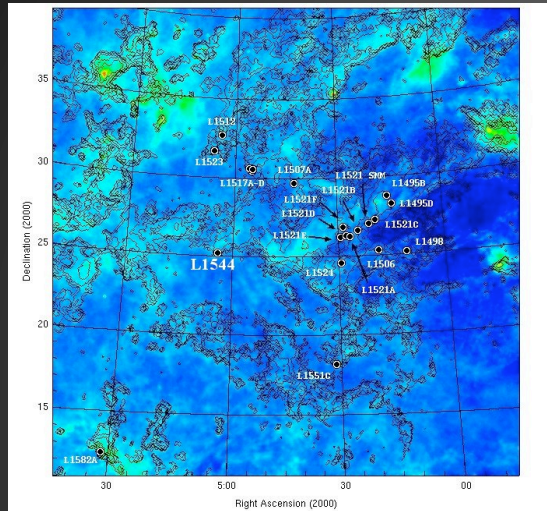 35
L1512
L1523
30
L1517A-D
L1507A
L1521 SMM
L1521B
L1521F
L1495B
L1495D
L1521D
L1521E
L1521C
25
L1544
L1498
L1506
L1524
L1521A
20
L1551C
15
L1582A
30
5:00
30
00
Declination (2000)
Right Ascension (2000)